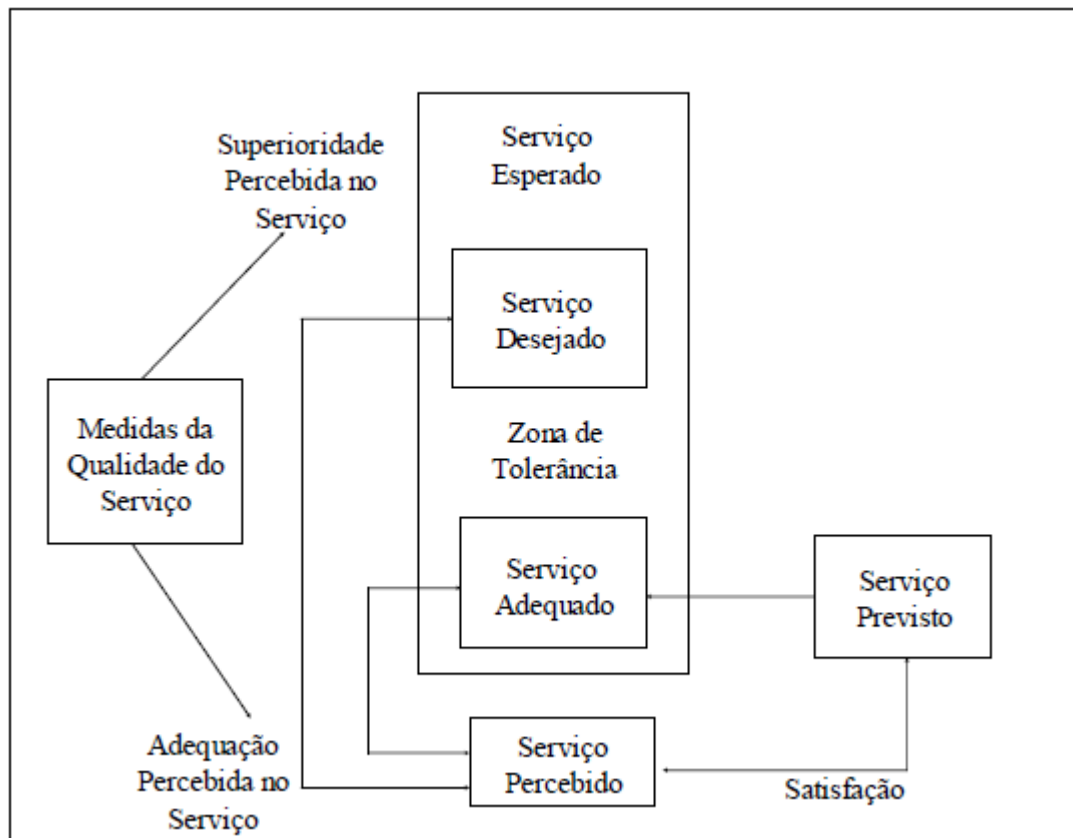 Superioridade
Percebida no
Serviço
Serviço
Esperado
Serviço
Desejado
Medidas da
Qualidade do
Serviço
Zona de
Tolerância
Serviço
Adequado
Serviço
Previsto
Adequação
Percebida no
Serviço
Serviço
Percebido
Satisfação